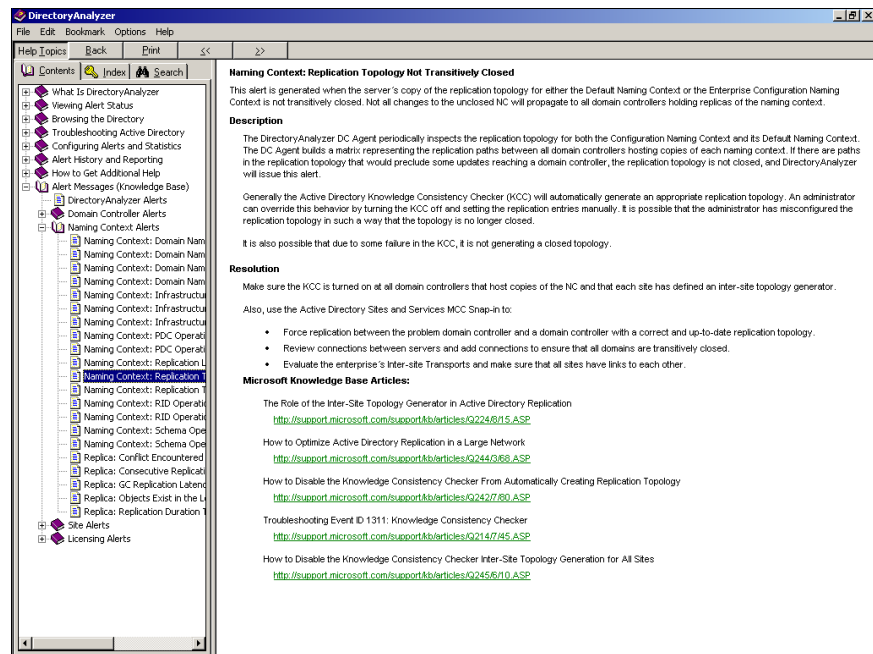 DirectoryAnalyzer
File Edit Bookmark Options Help
Help Topics Back Print << >>
Contents Index Search
What Is DirectoryAnalyzer
Viewing Alert Status
Browsing the Directory
Troubleshooting Active Directory
Configuring Alerts and Statistics
Alert History and Reporting
How to Get Additional Help
Alert Messages (Knowledge Base)
DirectoryAnalyzer Alerts
Domain Controller Alerts
Naming Context Alerts
Naming Context: Domain Nam
Naming Context: Domain Nam
Naming Context: Domain Nam
Naming Context: Domain Nam
Naming Context: Infrastructur
Naming Context: Infrastructur
Naming Context: Infrastructur
Naming Context: PDC Operati
Naming Context: PDC Operati
Naming Context: Replication L
Naming Context: Replication T
Naming Context: Replication T
Naming Context: RID Operatic
Naming Context: RID Operatic
Naming Context: Schema Ope
Naming Context: Schema Ope
Replica: Conflict Encountered
Replica: Consecutive Replicati
Replica: GC Replication Latenc
Replica: Objects Exist in the Lo
Replica: Replication Duration T
Site Alerts
Licensing Alerts
Naming Context: Replication Topology Not Transitively Closed
This alert is generated when the server's copy of the replication topology for either the Default Naming Context or the Enterprise Configuration Naming
Context is not transitively closed. Not all changes to the unclosed NC will propagate to all domain controllers holding replicas of the naming context.
Description
The DirectoryAnalyzer DC Agent periodically inspects the replication topology for both the Configuration Naming Context and its Default Naming Context.
The DC Agent builds a matrix representing the replication paths between all domain controllers hosting copies of each naming context. If there are paths
in the replication topology that would preclude some updates reaching a domain controller, the replication topology is not closed, and DirectoryAnalyzer
will issue this alert.
Generally the Active Directory Knowledge Consistency Checker (KCC) will automatically generate an appropriate replication topology. An administrator
can override this behavior by turning the KCC off and setting the replication entries manually. It is possible that the administrator has misconfigured the
replication topology in such a way that the topology is no longer closed.
It is also possible that due to some failure in the KCC, it is not generating a closed topology.
Resolution
Make sure the KCC is turned on at all domain controllers that host copies of the NC and that each site has defined an inter-site topology generator.
Also, use the Active Directory Sites and Services MCC Snap-in to:
• Force replication between the problem domain controller and a domain controller with a correct and up-to-date replication topology.
• Review connections between servers and add connections to ensure that all domains are transitively closed.
• Evaluate the enterprise's Inter-site Transports and make sure that all sites have links to each other.
Microsoft Knowledge Base Articles:
The Role of the Inter-Site Topology Generator in Active Directory Replication
http://support.microsoft.com/support/kb/articles/Q224/8/15.ASP
How to Optimize Active Directory Replication in a Large Network
http://support.microsoft.com/support/kb/articles/Q244/3/68.ASP
How to Disable the Knowledge Consistency Checker From Automatically Creating Replication Topology
http://support.microsoft.com/support/kb/articles/Q242/7/80.ASP
Troubleshooting Event ID 1311: Knowledge Consistency Checker
http://support.microsoft.com/support/kb/articles/Q214/7/45.ASP
How to Disable the Knowledge Consistency Checker Inter-Site Topology Generation for All Sites
http://support.microsoft.com/support/kb/articles/Q245/6/10.ASP